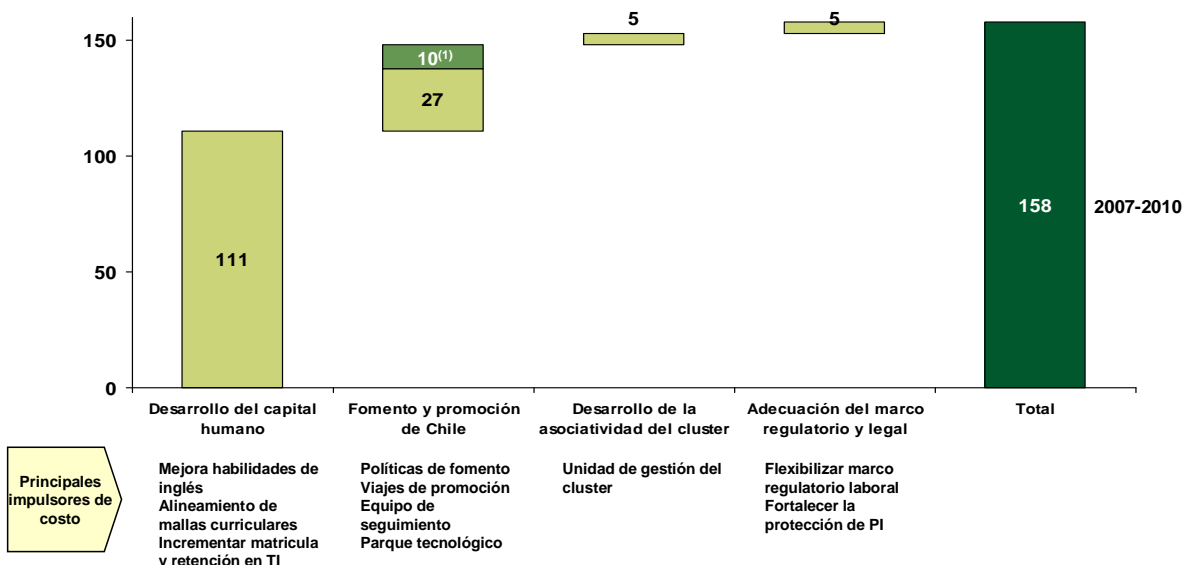 150
100
50
0
111
10(1)
27
5
5
158
2007-2010
Desarrollo del capital
humano
Fomento y promoción
de Chile
Desarrollo de la
asociatividad del cluster
Adecuación del marco
regulatorio y legal
Total
Principales
impulsores de
costo
Mejora habilidades de
inglés
Alineamiento de
mallas curriculares
Incrementar matricula
y retención en TI
Políticas de fomento
Viajes de promoción
Equipo de
seguimiento
Parque tecnológico
Unidad de gestión del
cluster
Flexibilizar marco
regulatorio laboral
Fortalecer la
protección de PI